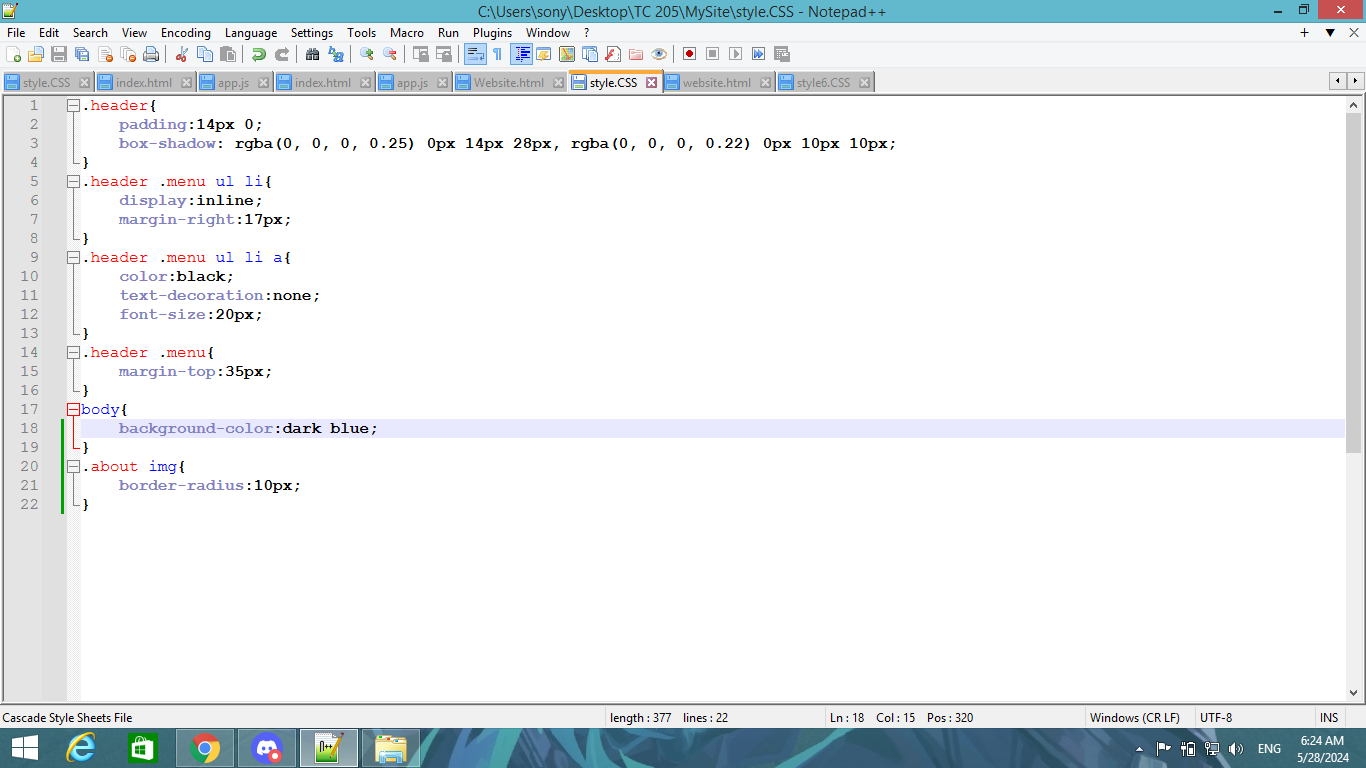 C:\Users\sony\Desktop\TC 205\MySite\style.CSS - Notepad++
File Edit Search View Encoding Language Settings Tools Macro Run Plugins Window ?
style.CSS index.html app.js index.html app.js Website.html style.CSS website.html style6.CSS
1 .header{
2 padding:14px 0;
3 box-shadow: rgba(0, 0, 0, 0.25) 0px 14px 28px, rgba(0, 0, 0, 0.22) 0px 10px 10px;
4 }
5 .header .menu ul li{
6 display:inline;
7 margin-right:17px;
8 }
9 .header .menu ul li a{
10 color:black;
11 text-decoration:none;
12 font-size:20px;
13 }
14 .header .menu{
15 margin-top:35px;
16 }
17 body{
18 background-color:dark blue;
19 }
20 .about img{
21 border-radius:10px;
22 }
Cascade Style Sheets File length : 377 lines : 22 Ln : 18 Col : 15 Pos : 320 Windows (CR LF) UTF-8 INS
ENG 6:24 AM
5/28/2024